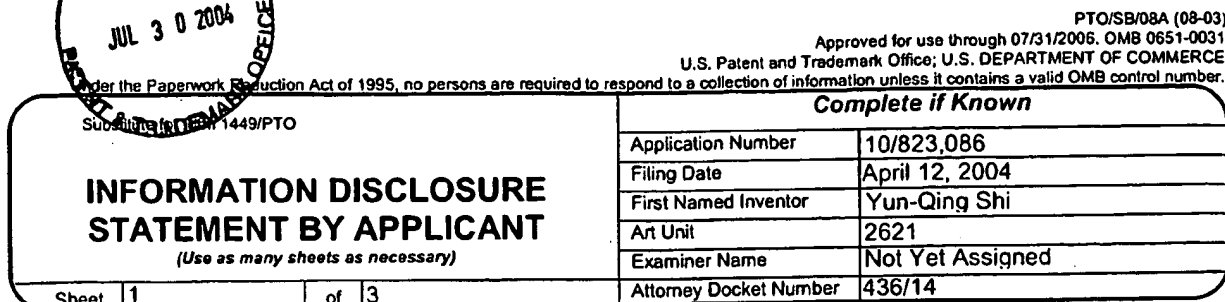 JUL 3 0 2004
PATENT & TRADEMARK OFFICE
PTO/SB/08A (08-03)
Approved for use through 07/31/2006. OMB 0651-0031
U.S. Patent and Trademark Office; U.S. DEPARTMENT OF COMMERCE
the Paperwork Reduction Act of 1995, no persons are required to respond to a collection of information unless it contains a valid OMB control number.
Substitute for 1449/PTO
Complete if Known
INFORMATION DISCLOSURE
STATEMENT BY APPLICANT
(Use as many sheets as necessary)
Application Number 10/823,086
Filing Date April 12, 2004
First Named Inventor Yun-Qing Shi
Art Unit 2621
Examiner Name Not Yet Assigned
Sheet 1 of 3
Attorney Docket Number 436/14